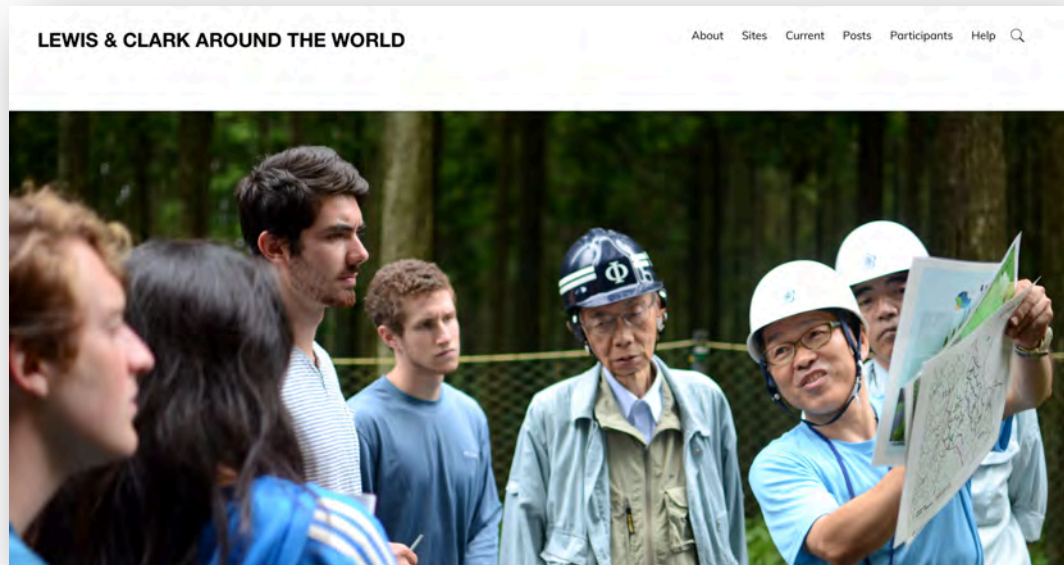 LEWIS & CLARK AROUND THE WORLD
About Sites Current Posts Participants Help
Φ